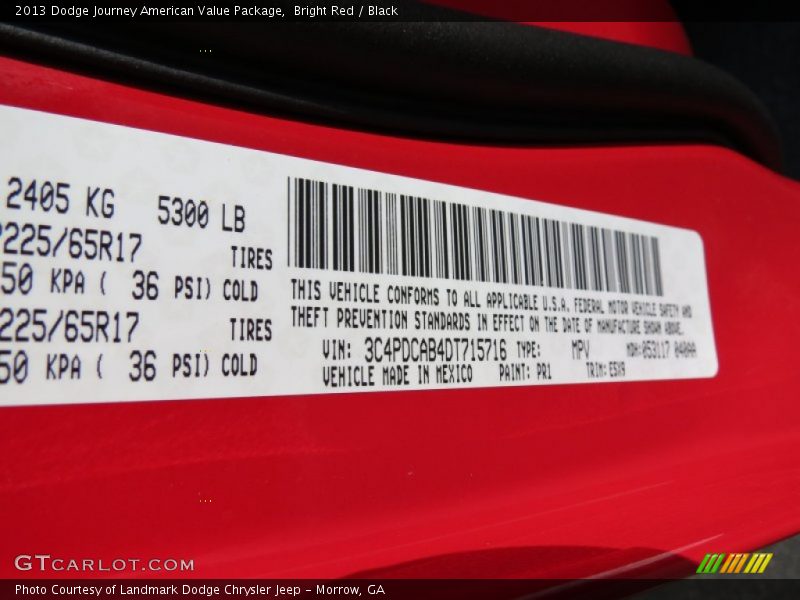 2013 Dodge Journey American Value Package,  Bright Red / Black
2405 KG 5300 LB
225/65R17 TIRES
50 KPA ( 36 PSI) COLD
225/65R17 TIRES
50 KPA ( 36 PSI) COLD
THIS VEHICLE CONFORMS TO ALL APPLICABLE U.S.A. FEDERAL MOTOR VEHICLE SAFETY AND
THEFT PREVENTION STANDARDS IN EFFECT ON THE DATE OF MANUFACTURE SHOWN ABOVE.
VIN: 3C4PDCAB4DT715716 TYPE: MPV MDH:053117
VEHICLE MADE IN MEXICO PAINT: PR1 TRIM:
GTCARLOT.COM
Photo Courtesy of Landmark Dodge Chrysler Jeep - Morrow, GA